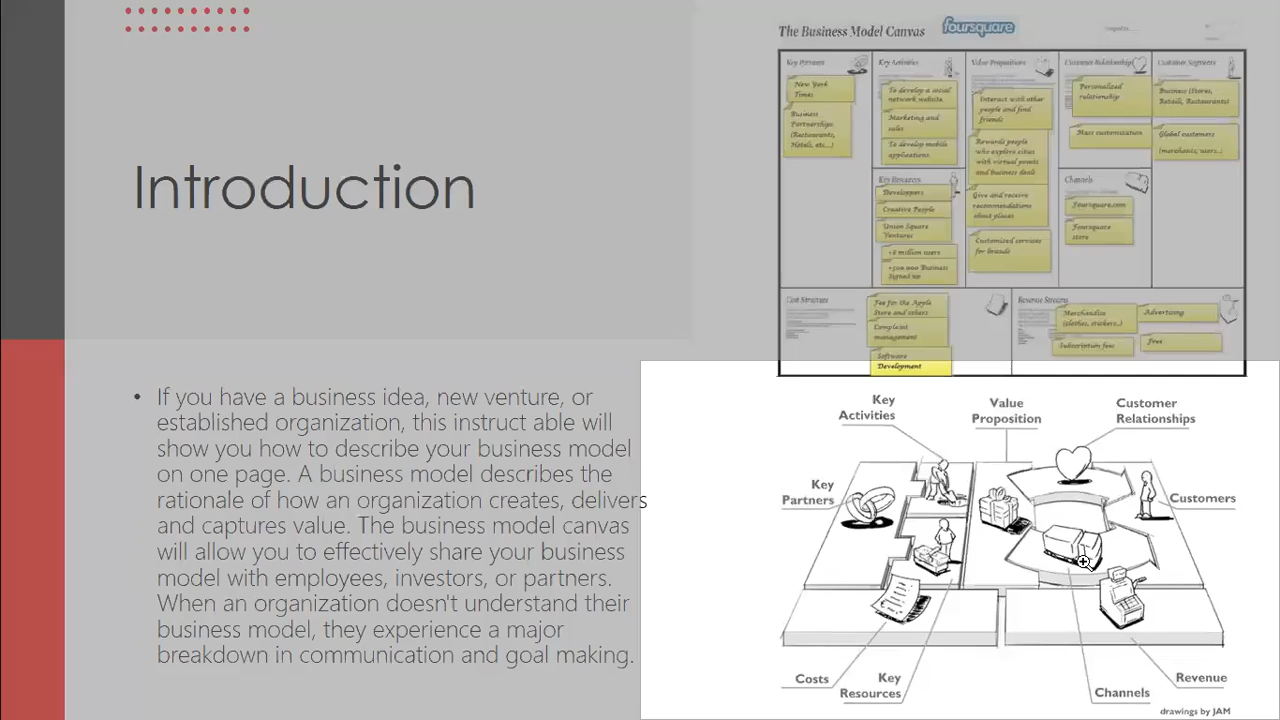 Introduction
• If you have a business idea, new venture, or
established organization, this instruct able will
show you how to describe your business model
on one page. A business model describes the
rationale of how an organization creates, delivers
and captures value. The business model canvas
will allow you to effectively share your business
model with employees, investors, or partners.
When an organization doesn't understand their
business model, they experience a major
breakdown in communication and goal making.
The Business Model Canvas
foursquare
Key Partners
New York
Times
Business
Partnerships.
(Restaurants,
Hotels, etc...)
Key Activities
To develop a social
network website.
Marketing and
sales
To develop mobile
applications.
Key Resources
Developers
Creative People
Union Square
Ventures
+8 million users
Business
Signed up
Value Propositions
Interact with other
people and find
friends
Rewards people
who explore cities
with virtual points
and business deals
Give and receive
recommendations
about places
Customized services
for brands
Customer Relationships
Personalized
relationship
Mass customization
Channels
Foursquare.com
Foursquare
store
Customer Segments
Business (Stores,
Retails, Restaurants)
Global customers
(merchants, users..)
Cost Structure
Fee for the Apple
Store and others
Complaint
management
Software
Development
Revenue Streams
Merchandise
(clothes, stickers..)
Advertising
Subscription fees
Fees
Key
Activities
Value
Proposition
Customer
Relationships
Key
Partners
Customers
Costs
Key
Resources
Channels
Revenue
drawings by JAM